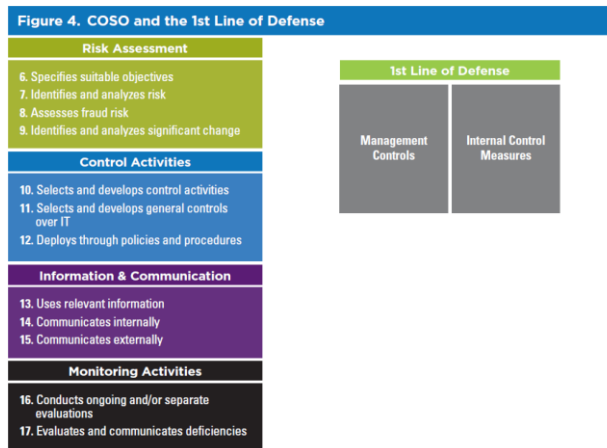 Figure 4. COSO and the 1st Line of Defense
Risk Assessment
6. Specifies suitable objectives
7. Identifies and analyzes risk
8. Assesses fraud risk
9. Identifies and analyzes significant change
Control Activities
10. Selects and develops control activities
11. Selects and develops general controls
over IT
12. Deploys through policies and procedures
Information & Communication
13. Uses relevant information
14. Communicates internally
15. Communicates externally
Monitoring Activities
16. Conducts ongoing and/or separate
evaluations
17. Evaluates and communicates deficiencies
1st Line of Defense
Management
Controls
Internal Control
Measures